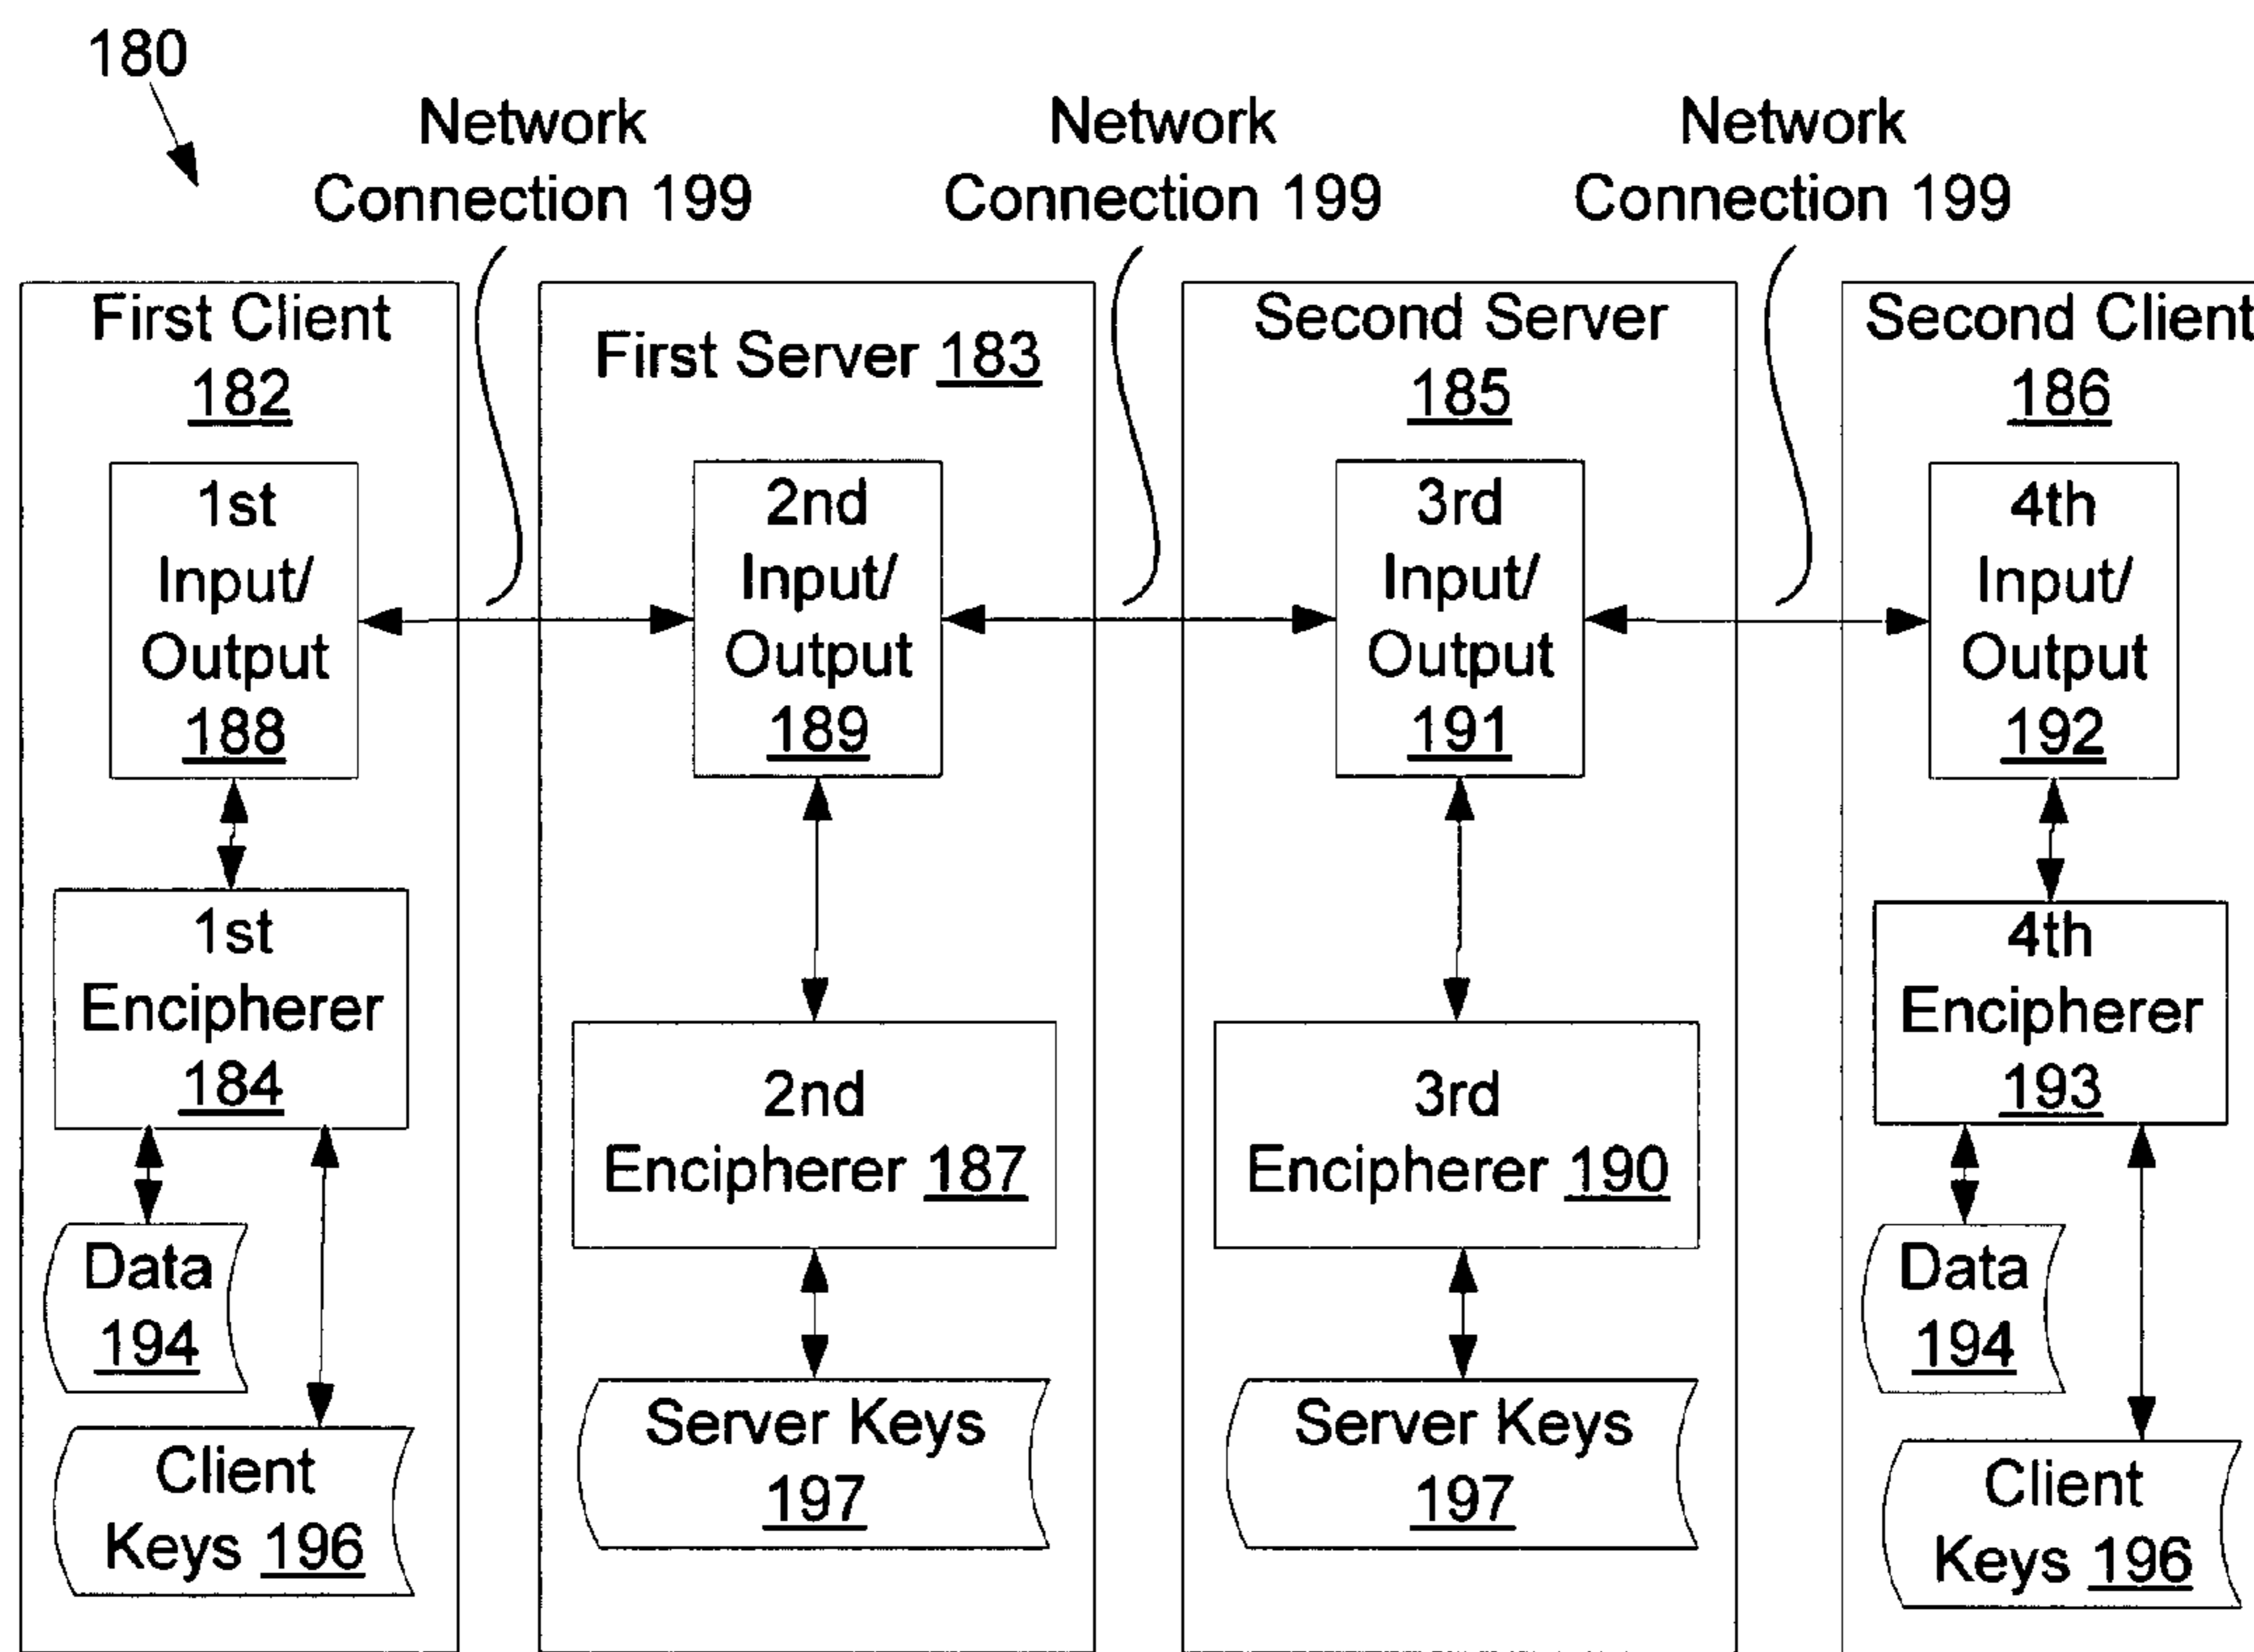 180
Network
Connection 199
Network
Connection 199
Network
Connection 199
First Client
182
1st
Input/
Output
188
1st
Encipherer
184
Data
194
Client
Keys 196
First Server 183
2nd
Input/
Output
189
2nd
Encipherer 187
Server Keys
197
Second Server
185
3rd
Input/
Output
191
3rd
Encipherer 190
Server Keys
197
Second Client
186
4th
Input/
Output
192
4th
Encipherer
193
Data
194
Client
Keys 196